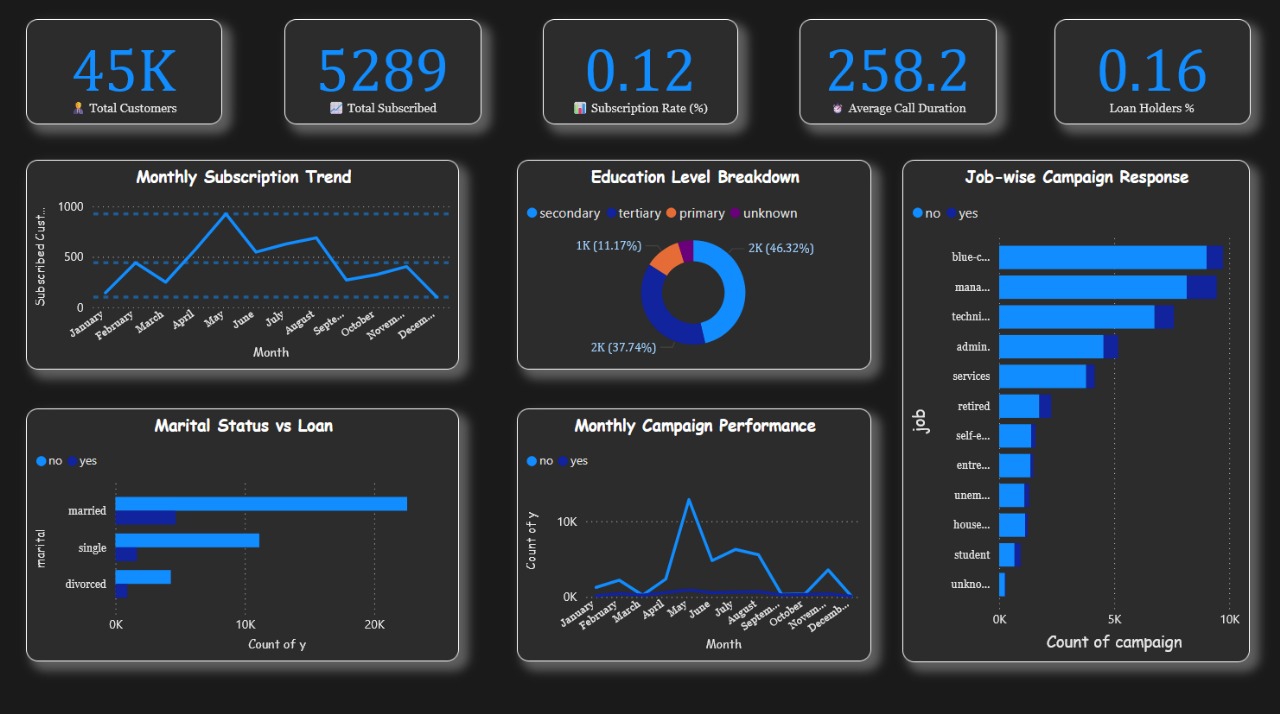 45K
Total Customers
5289
Total Subscribed
0.12
Subscription Rate (%)
258.2
Average Call Duration
0.16
Loan Holders %
Monthly Subscription Trend
Subscribed Cust...
1000
500
0
January
February
March
April
May
June
July
August
Septe...
October
Novem...
Decem...
Month
Education Level Breakdown
secondary tertiary primary unknown
1K (11.17%)
2K (46.32%)
2K (37.74%)
Job-wise Campaign Response
no yes
job
blue-c...
mana...
techni...
admin.
services
retired
self-e...
entre...
unem...
house...
student
unkno...
0K 5K 10K
Count of campaign
Marital Status vs Loan
no yes
marital
married
single
divorced
0K 10K 20K
Count of y
Monthly Campaign Performance
no yes
Count of y
10K
0K
January
February
March
April
May
June
July
August
Septem...
October
Novem...
Decemb...
Month